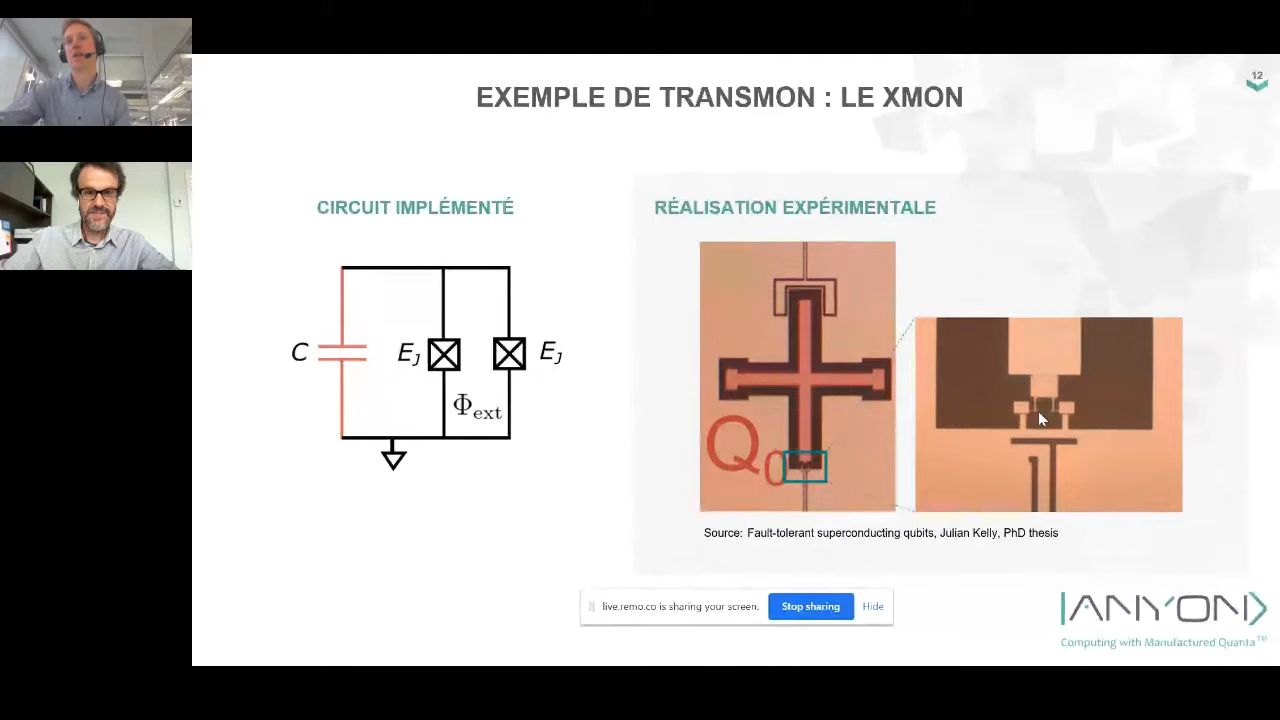 12
EXEMPLE DE TRANSMON : LE XMON
CIRCUIT IMPLÉMENTÉ
RÉALISATION EXPÉRIMENTALE
C
E_J
E_J
Φ_ext
Q0
Source: Fault-tolerant superconducting qubits, Julian Kelly, PhD thesis
live.remo.co is sharing your screen.
Stop sharing
Hide
ANYON
Computing with Manufactured Quanta™